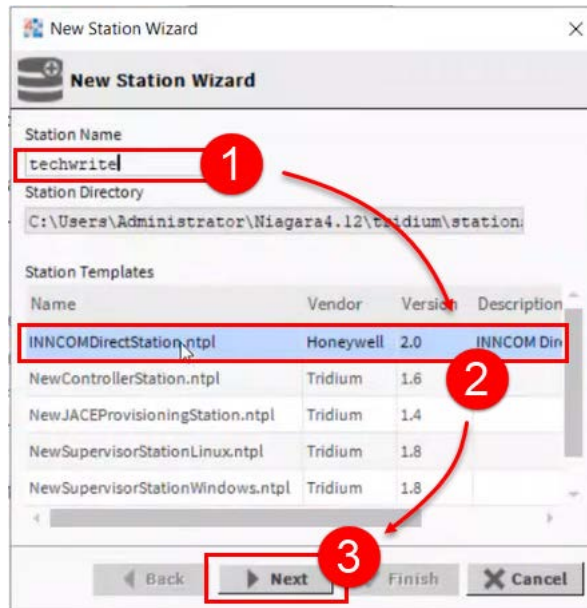 New Station Wizard
New Station Wizard
Station Name
techwrite
1
Station Directory
C:\Users\Administrator\Niagara4.12\tridium\station
Station Templates
Name Vendor Version Description
INNCOMDirectStation.ntpl Honeywell 2.0 INNCOM Dire
2
NewControllerStation.ntpl Tridium 1.6
NewJACEProvisioningStation.ntpl Tridium 1.4
NewSupervisorStationLinux.ntpl Tridium 1.8
NewSupervisorStationWindows.ntpl Tridium 1.8
3
Back Next Finish Cancel